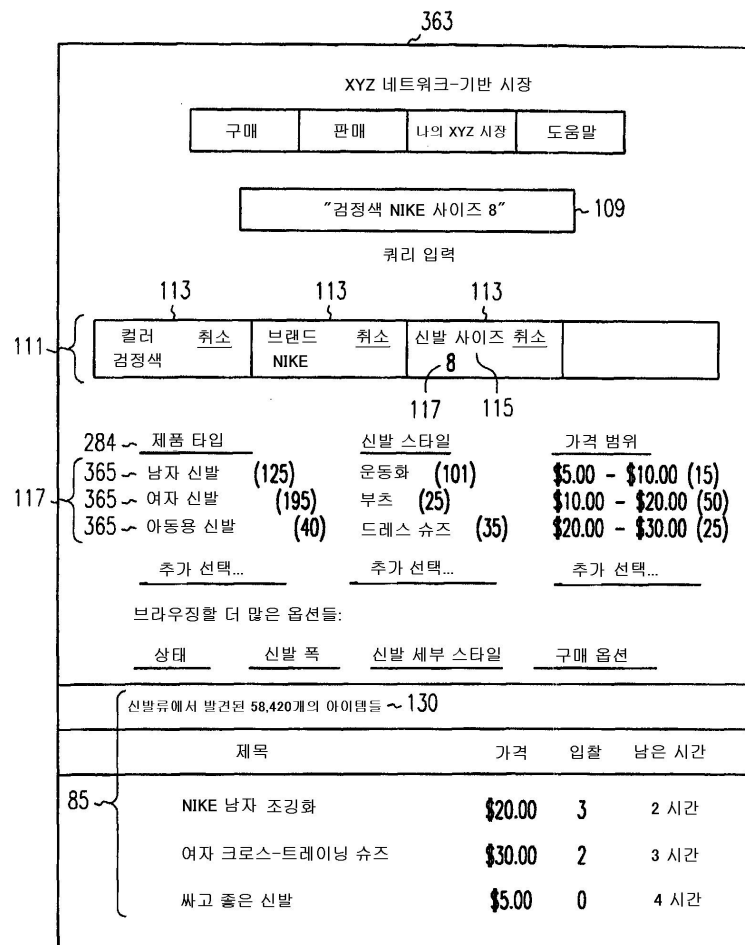 363
XYZ 네트워크-기반 시장
구매 판매 나의 XYZ 시장 도움말
"검정색 NIKE 사이즈 8" 109
쿼리 입력
113 113 113
컬러 취소 브랜드 취소 신발 사이즈 취소
111 검정색 NIKE 8
117 115
284 제품 타입 신발 스타일 가격 범위
365 남자 신발 (125) 운동화 (101) $5.00 - $10.00 (15)
117 365 여자 신발 (195) 부츠 (25) $10.00 - $20.00 (50)
365 아동용 신발 (40) 드레스 슈즈 (35) $20.00 - $30.00 (25)
추가 선택... 추가 선택... 추가 선택...
브라우징할 더 많은 옵션들:
상태 신발 폭 신발 세부 스타일 구매 옵션
신발류에서 발견된 58,420개의 아이템들 130
제목 가격 입찰 남은 시간
85 NIKE 남자 조깅화 $20.00 3 2 시간
여자 크로스-트레이닝 슈즈 $30.00 2 3 시간
싸고 좋은 신발 $5.00 0 4 시간